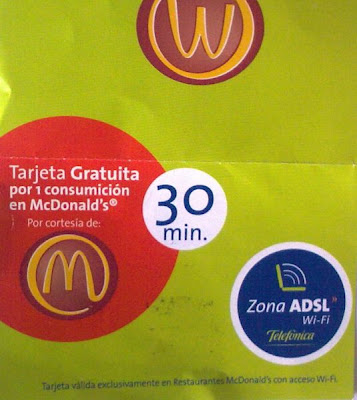 Tarjeta Gratuita
por 1 consumición
en McDonald's®
Por cortesía de:
M
30
min.
Zona ADSL®
Wi-Fi
Telefónica
Tarjeta válida exclusivamente en Restaurantes McDonald's con acceso Wi-Fi.